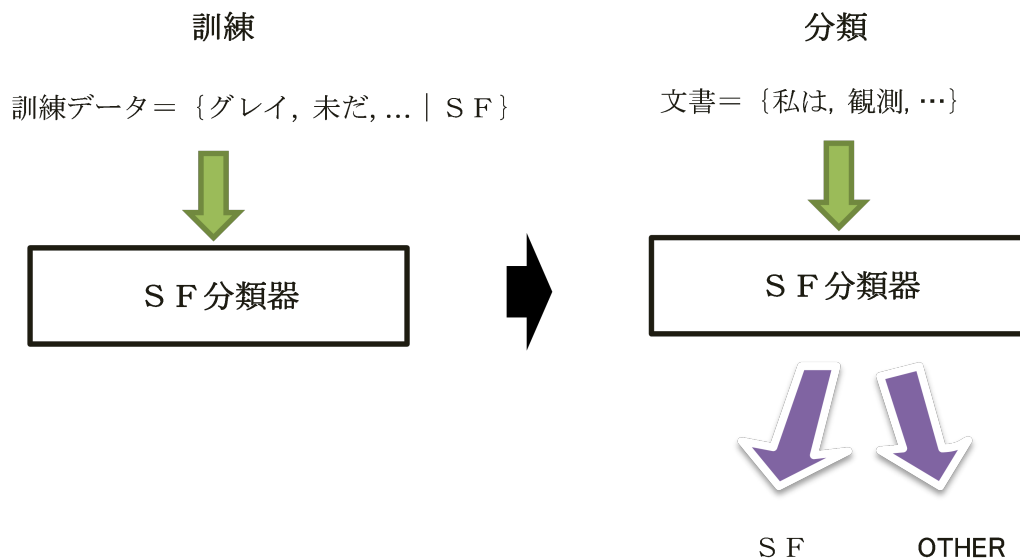 訓練
訓練データ＝｛グレイ, 未だ, ...｜ＳＦ｝
ＳＦ分類器
分類
文書＝｛私は, 観測, …｝
ＳＦ分類器
ＳＦ
OTHER